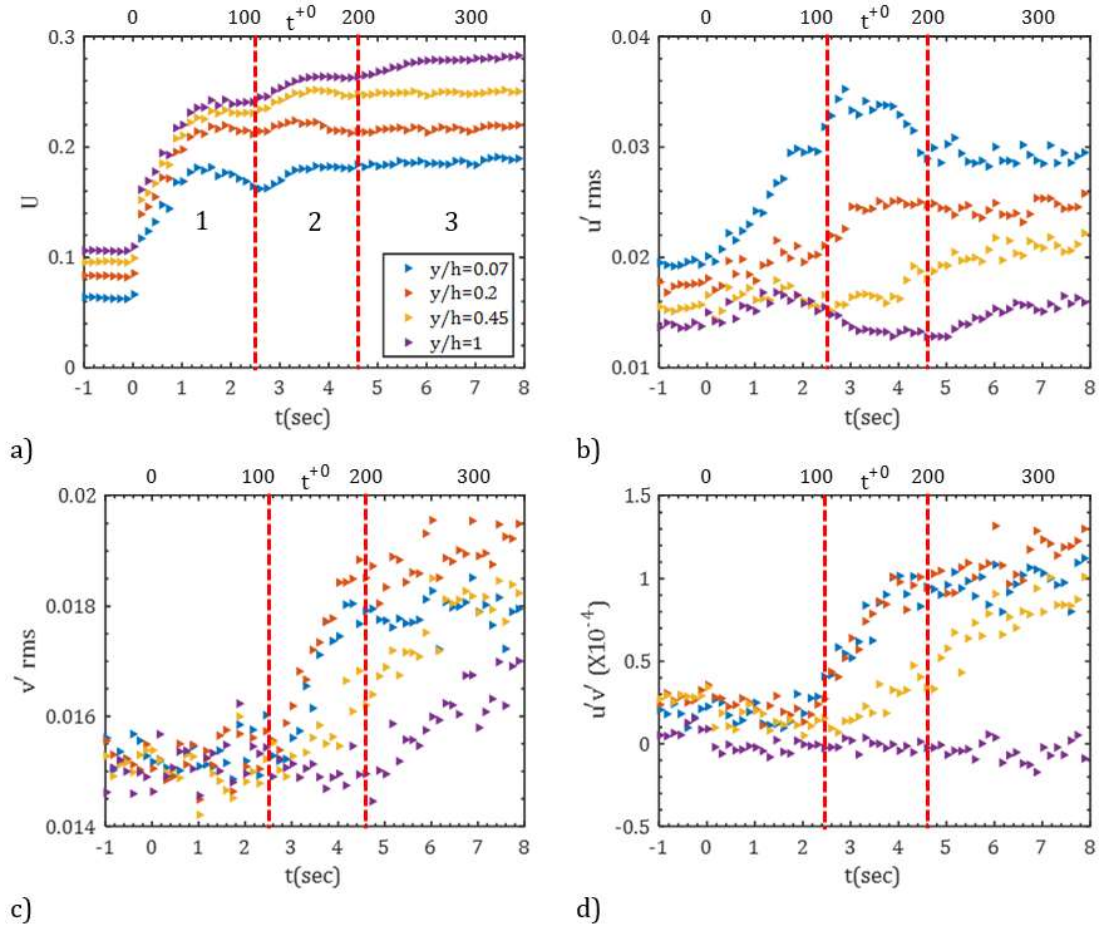 0 100 t+0 200 300
0.3
0.2
0.1
0
U
1 2 3
y/h=0.07
y/h=0.2
y/h=0.45
y/h=1
-1 0 1 2 3 4 5 6 7 8
t(sec)
a)
0 100 t+0 200 300
0.04
0.03
0.02
0.01
u' rms
-1 0 1 2 3 4 5 6 7 8
t(sec)
b)
0 100 t+0 200 300
0.02
0.018
0.016
0.014
v' rms
-1 0 1 2 3 4 5 6 7 8
t(sec)
c)
0 100 t+0 200 300
1.5
1
0.5
0
-0.5
u'v' (X10-4)
-1 0 1 2 3 4 5 6 7 8
t(sec)
d)